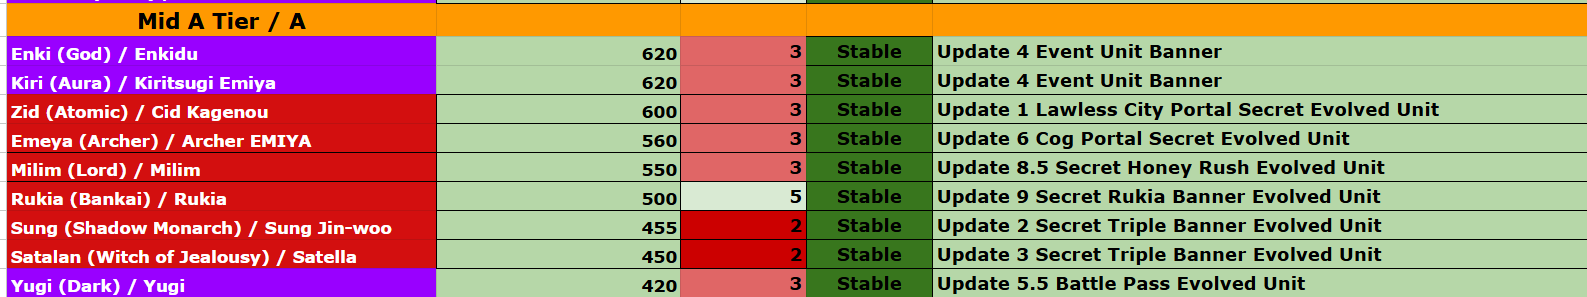 Mid A Tier / A
Enki (God) / Enkidu 620 3 Stable Update 4 Event Unit Banner
Kiri (Aura) / Kiritsugi Emiya 620 3 Stable Update 4 Event Unit Banner
Zid (Atomic) / Cid Kagenou 600 3 Stable Update 1 Lawless City Portal Secret Evolved Unit
Emeya (Archer) / Archer EMIYA 560 3 Stable Update 6 Cog Portal Secret Evolved Unit
Milim (Lord) / Milim 550 3 Stable Update 8.5 Secret Honey Rush Evolved Unit
Rukia (Bankai) / Rukia 500 5 Stable Update 9 Secret Rukia Banner Evolved Unit
Sung (Shadow Monarch) / Sung Jin-woo 455 2 Stable Update 2 Secret Triple Banner Evolved Unit
Satalan (Witch of Jealousy) / Satella 450 2 Stable Update 3 Secret Triple Banner Evolved Unit
Yugi (Dark) / Yugi 420 3 Stable Update 5.5 Battle Pass Evolved Unit